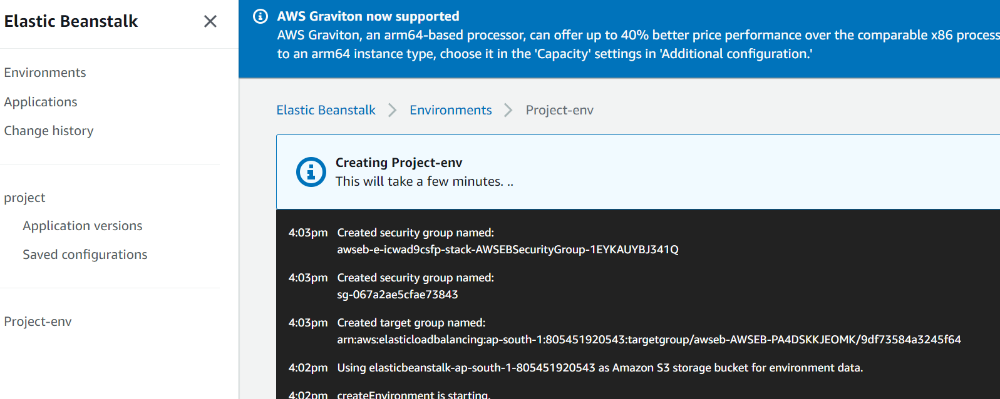 Elastic Beanstalk
Environments
Applications
Change history
project
Application versions
Saved configurations
Project-env
AWS Graviton now supported
AWS Graviton, an arm64-based processor, can offer up to 40% better price performance over the comparable x86 process
to an arm64 instance type, choose it in the 'Capacity' settings in 'Additional configuration.'
Elastic Beanstalk > Environments > Project-env
Creating Project-env
This will take a few minutes. ..
4:03pm Created security group named:
awseb-e-icwad9csfp-stack-AWSEBSecurityGroup-1EYKAUYBJ341Q
4:03pm Created security group named:
sg-067a2ae5cfae73843
4:03pm Created target group named:
arn:aws:elasticloadbalancing:ap-south-1:805451920543:targetgroup/awseb-AWSEB-PA4DSKKJEOMK/9df73584a3245f64
4:02pm Using elasticbeanstalk-ap-south-1-805451920543 as Amazon S3 storage bucket for environment data.
4:02pm createEnvironment is starting.